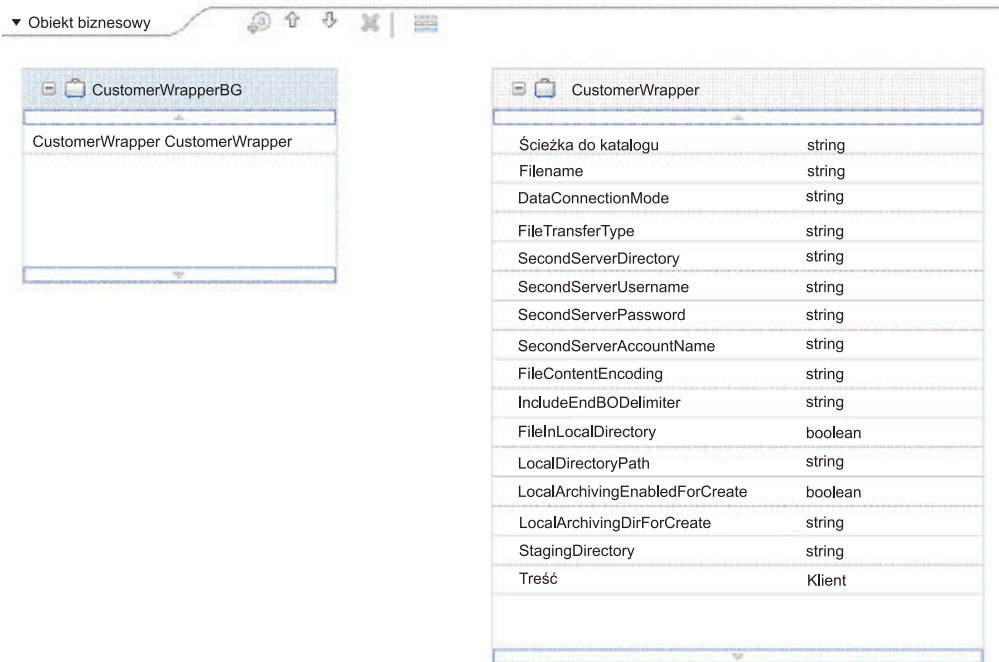 Obiekt biznesowy
CustomerWrapperBG
CustomerWrapper CustomerWrapper
CustomerWrapper
Ścieżka do katalogu string
Filename string
DataConnectionMode string
FileTransferType string
SecondServerDirectory string
SecondServerUsername string
SecondServerPassword string
SecondServerAccountName string
FileContentEncoding string
IncludeEndBODelimiter string
FileInLocalDirectory boolean
LocalDirectoryPath string
LocalArchivingEnabledForCreate boolean
LocalArchivingDirForCreate string
StagingDirectory string
Treść Klient